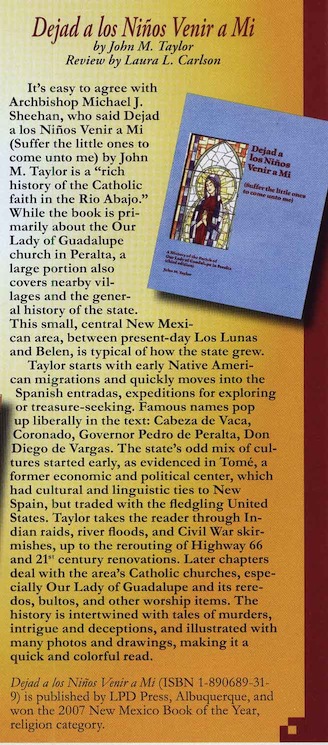 Dejad a los Niños Venir a Mi
by John M. Taylor
Review by Laura L. Carlson
It's easy to agree with
Archbishop Michael J.
Sheehan, who said Dejad
a los Niños Venir a Mi
(Suffer the little ones to
come unto me) by John
M. Taylor is a “rich
history of the Catholic
faith in the Rio Abajo.”
While the book is pri-
marily about the Our
Lady of Guadalupe
church in Peralta, a
large portion also
covers nearby vil-
lages and the gener-
al history of the state.
This small, central New Mexi-
can area, between present-day Los Lunas
and Belen, is typical of how the state grew.
Taylor starts with early Native Ameri-
can migrations and quickly moves into the
Spanish entradas, expeditions for exploring
or treasure-seeking. Famous names pop
up liberally in the text: Cabeza de Vaca,
Coronado, Governor Pedro de Peralta, Don
Diego de Vargas. The state's odd mix of cul-
tures started early, as evidenced in Tomé, a
former economic and political center, which
had cultural and linguistic ties to New
Spain, but traded with the fledgling United
States. Taylor takes the reader through In-
dian raids, river floods, and Civil War skir-
mishes, up to the rerouting of Highway 66
and 21st century renovations. Later chapters
deal with the area's Catholic churches, espe-
cially Our Lady of Guadalupe and its rere-
dos, bultos, and other worship items. The
history is intertwined with tales of murders,
intrigue and deceptions, and illustrated with
many photos and drawings, making it a
quick and colorful read.
Dejad a los Niños Venir a Mi (ISBN 1-890689-31-
9) is published by LPD Press, Albuquerque, and
won the 2007 New Mexico Book of the Year,
religion category.
Dejad a
los Niños
Venir a Mi
(Suffer the little ones
to come unto me)
A History of the Parish of
Our Lady of Guadalupe in Peralta
John M. Taylor